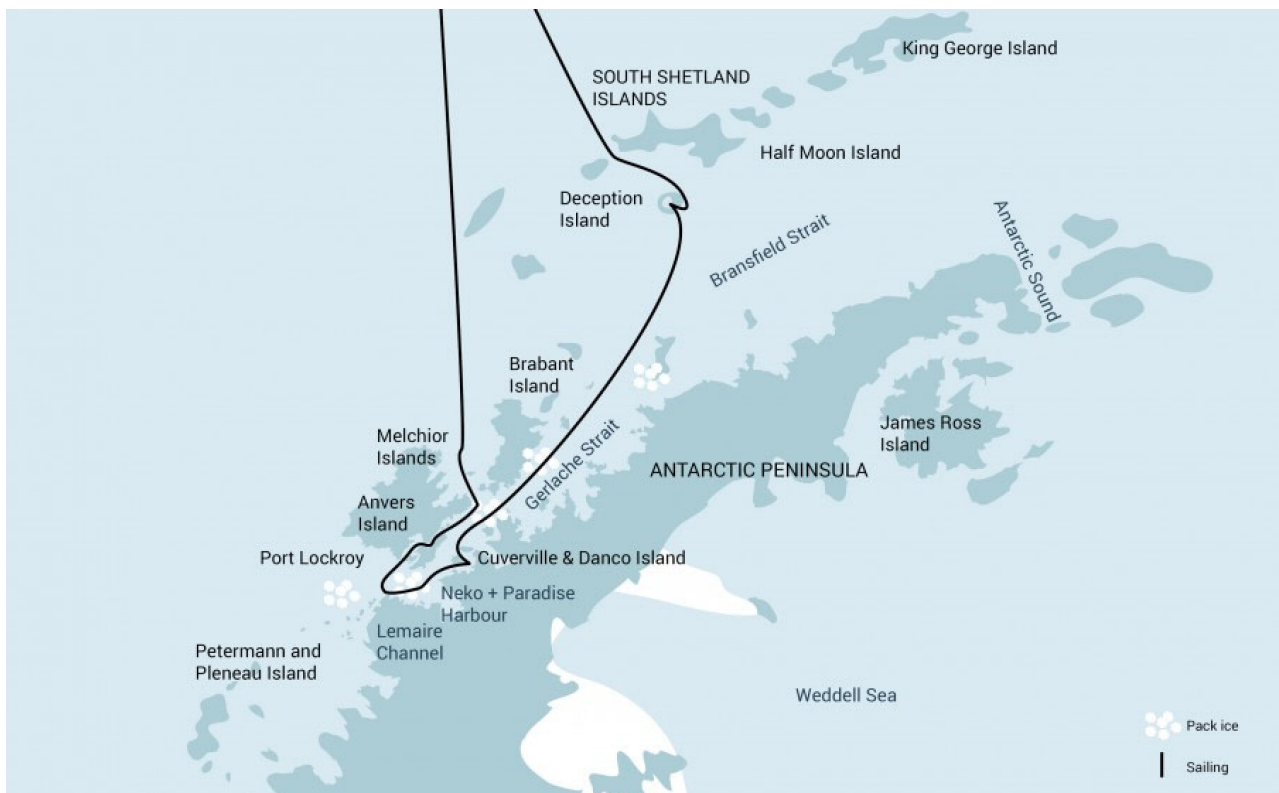 King George Island
SOUTH SHETLAND
ISLANDS
Half Moon Island
Deception
Island
Bransfield Strait
Antarctic Sound
Brabant
Island
James Ross
Island
Melchior
Islands
Gerlache Strait
ANTARCTIC PENINSULA
Anvers
Island
Port Lockroy
Cuverville & Danco Island
Neko + Paradise
Harbour
Lemaire
Channel
Petermann and
Pleneau Island
Weddell Sea
Pack ice
Sailing